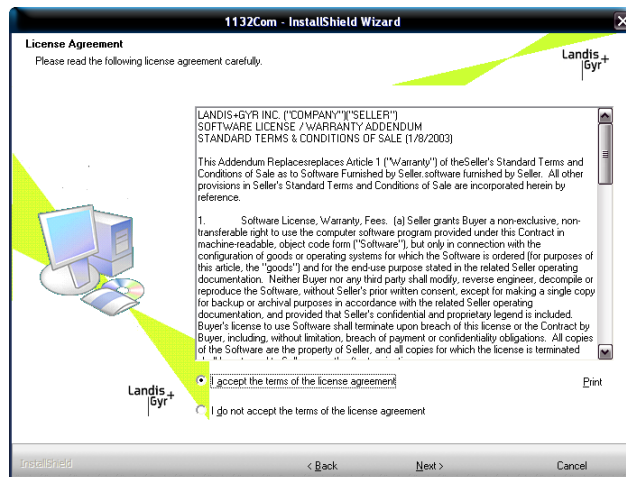 1132Com - InstallShield Wizard
License Agreement
Please read the following license agreement carefully.
Landis+
Gyr
LANDIS+GYR INC. ("COMPANY")("SELLER")
SOFTWARE LICENSE / WARRANTY ADDENDUM
STANDARD TERMS & CONDITIONS OF SALE (1/8/2003)
This Addendum Replacesreplaces Article 1 ("Warranty") of theSeller's Standard Terms and
Conditions of Sale as to Software Furnished by Seller.software furnished by Seller. All other
provisions in Seller's Standard Terms and Conditions of Sale are incorporated herein by
reference.
1. Software License, Warranty, Fees. (a) Seller grants Buyer a non-exclusive, non-
transferable right to use the computer software program provided under this Contract in
machine-readable, object code form ("Software"), but only in connection with the
configuration of goods or operating systems for which the Software is ordered (for purposes of
this article, the "goods") and for the end-use purpose stated in the related Seller operating
documentation. Neither Buyer nor any third party shall modify, reverse engineer, decompile or
reproduce the Software, without Seller's prior written consent, except for making a single copy
for backup or archival purposes in accordance with the related Seller operating
documentation, and provided that Seller's confidential and proprietary legend is included.
Buyer's license to use Software shall terminate upon breach of this license or the Contract by
Buyer, including, without limitation, breach of payment or confidentiality obligations. All copies
of the Software are the property of Seller, and all copies for which the license is terminated
I accept the terms of the license agreement
Print
Landis+
Gyr
I do not accept the terms of the license agreement
InstallShield
< Back
Next >
Cancel